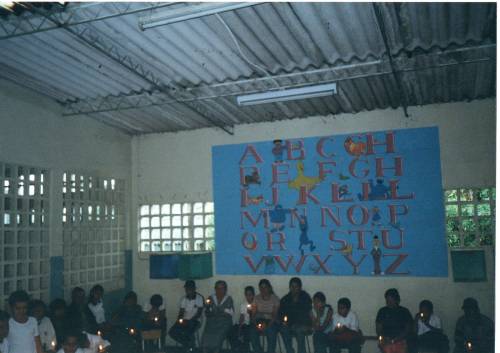 A B C CH
D E F G H
I J K L LL
M N Ñ O P
Q R S T U
V W X Y Z